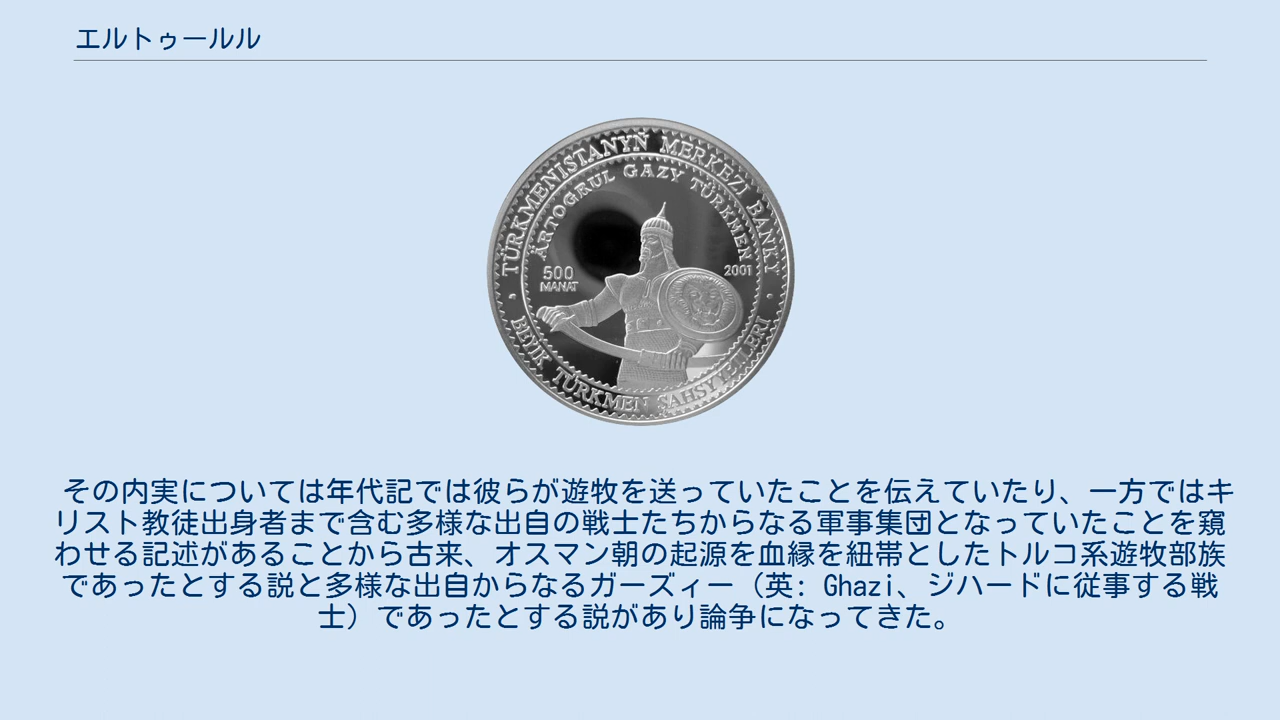 エルトゥールル
TÜRKMENISTANYŇ MERKEZI BANKY
ÄRTOGRUL GAZY TÜRKMEN
500
MANAT
2001
BEÝIK TÜRKMEN ŞAHSYÝETLERI
その内実については年代記では彼らが遊牧を送っていたことを伝えていたり、一方ではキ
リスト教徒出身者まで含む多様な出自の戦士たちからなる軍事集団となっていたことを窺
わせる記述があることから古来、オスマン朝の起源を血縁を紐帯としたトルコ系遊牧部族
であったとする説と多様な出自からなるガーズィー（英: Ghazi、ジハードに従事する戦
士）であったとする説があり論争になってきた。